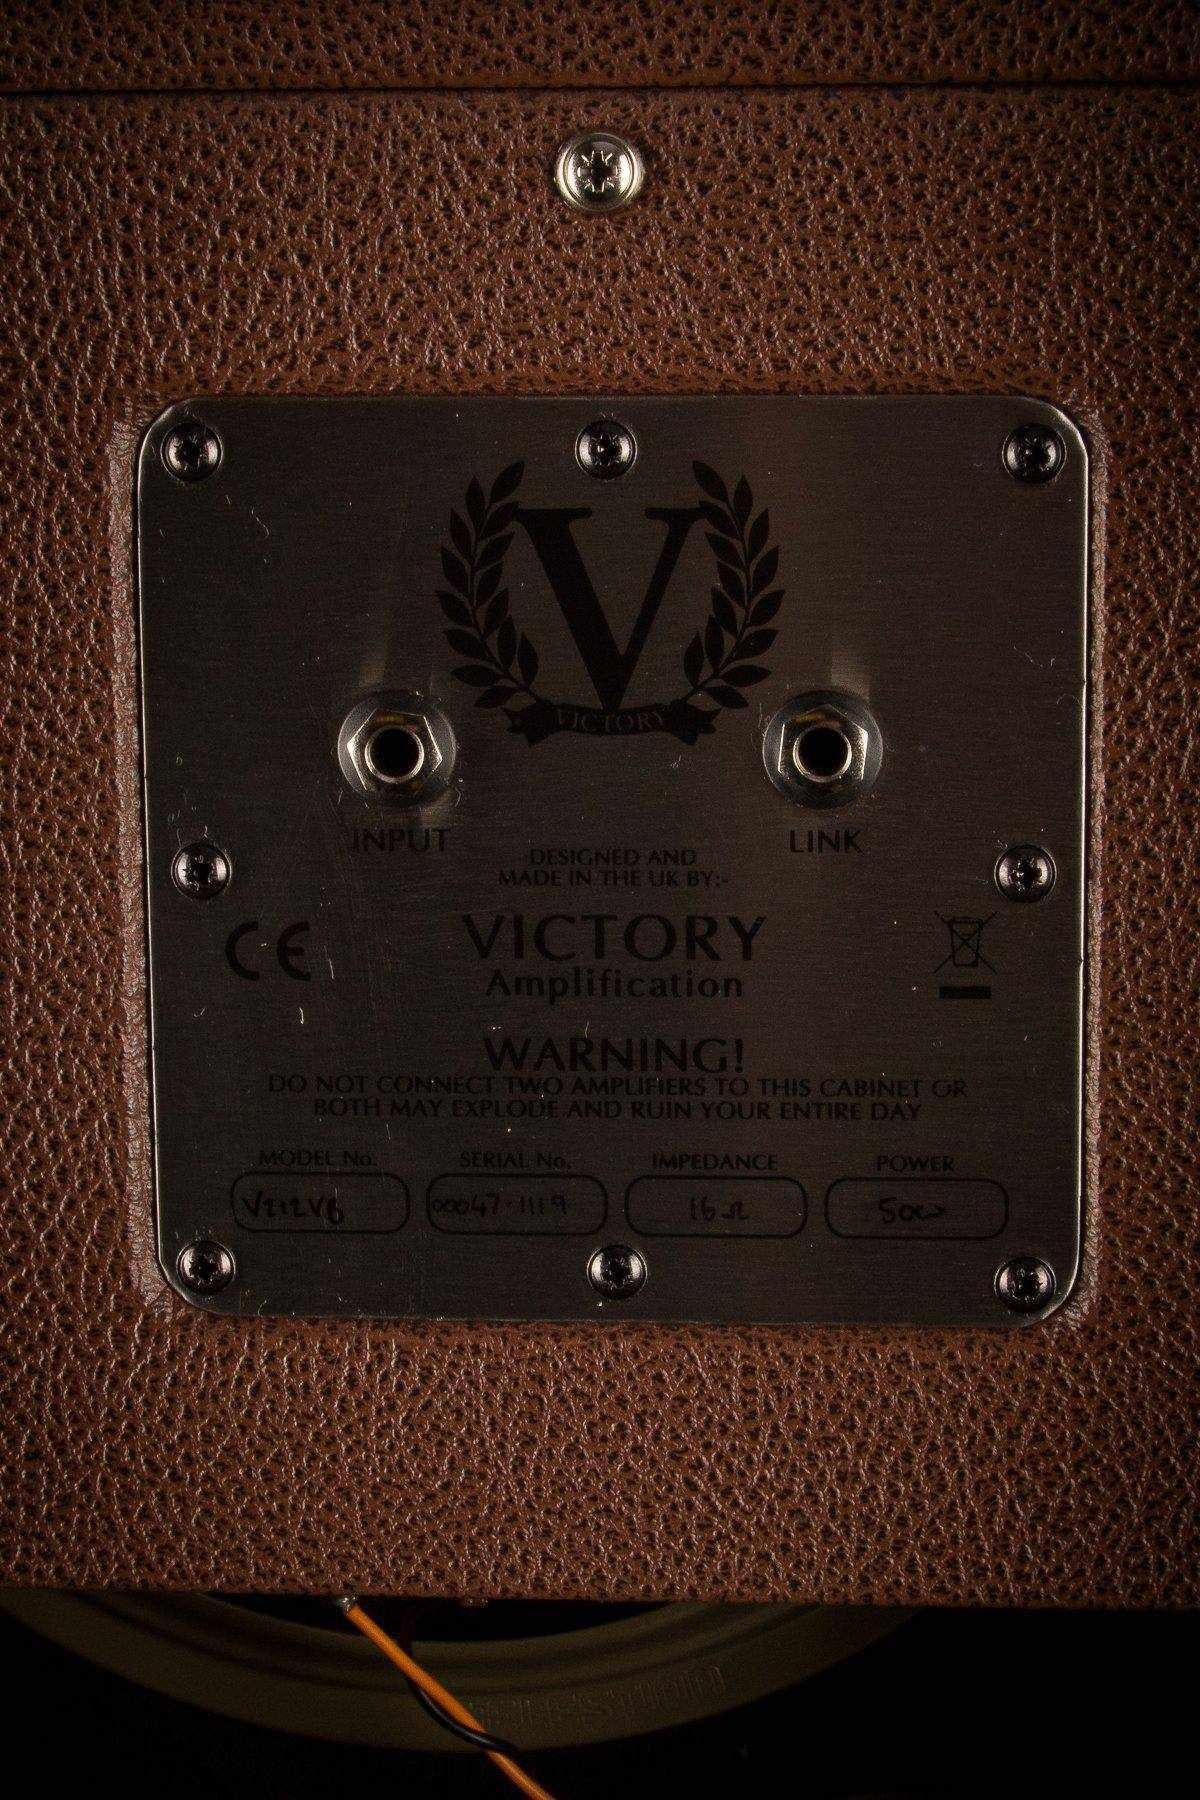 V
VICTORY
INPUT
LINK
DESIGNED AND
MADE IN THE UK BY:-
VICTORY
Amplification
CE
WARNING!
DO NOT CONNECT TWO AMPLIFIERS TO THIS CABINET OR
BOTH MAY EXPLODE AND RUIN YOUR ENTIRE DAY
MODEL No. SERIAL No. IMPEDANCE POWER
V212VG 00047·1119 16Ω 50W